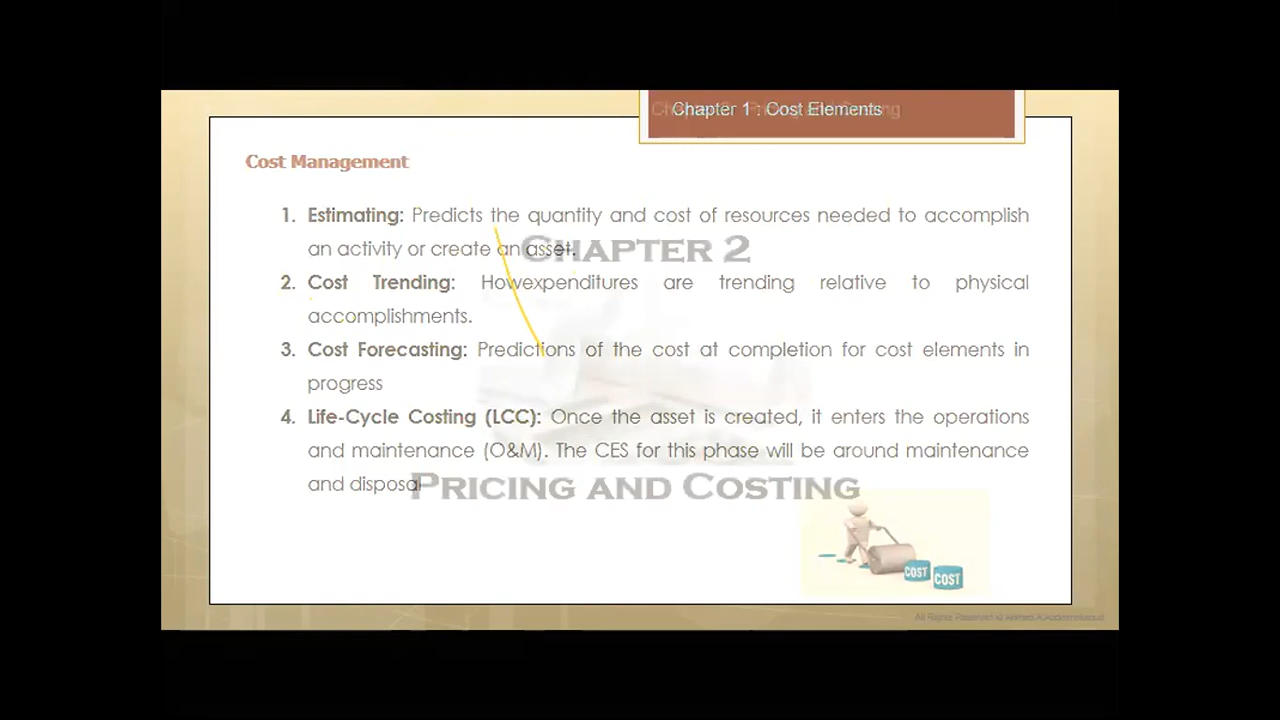 Chapter 1 : Cost Elements
Cost Management
1. Estimating: Predicts the quantity and cost of resources needed to accomplish
an activity or create an asset.
CHAPTER 2
2. Cost Trending: Howexpenditures are trending relative to physical
accomplishments.
3. Cost Forecasting: Predictions of the cost at completion for cost elements in
progress
4. Life-Cycle Costing (LCC): Once the asset is created, it enters the operations
and maintenance (O&M). The CES for this phase will be around maintenance
and disposal
PRICING AND COSTING
COST
COST
All Rights Reserved